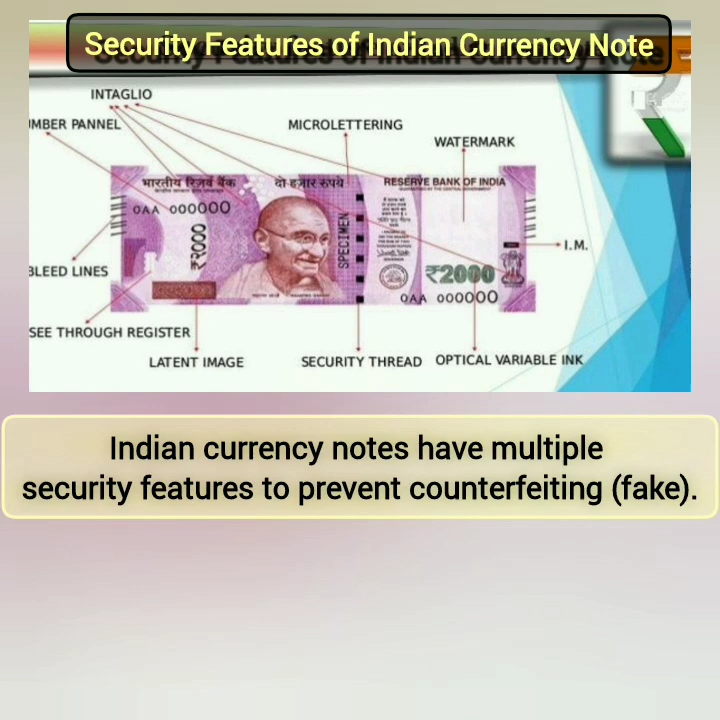 Security Features of Indian Currency Note
INTAGLIO
MBER PANNEL
MICROLETTERING
WATERMARK
भारतीय रिज़र्व बैंक
दो हज़ार रुपये
RESERVE BANK OF INDIA
0AA 000000
₹2000
SPECIMEN
I.M.
BLEED LINES
₹2000
0AA 000000
SEE THROUGH REGISTER
LATENT IMAGE
SECURITY THREAD
OPTICAL VARIABLE INK
Indian currency notes have multiple
security features to prevent counterfeiting (fake).